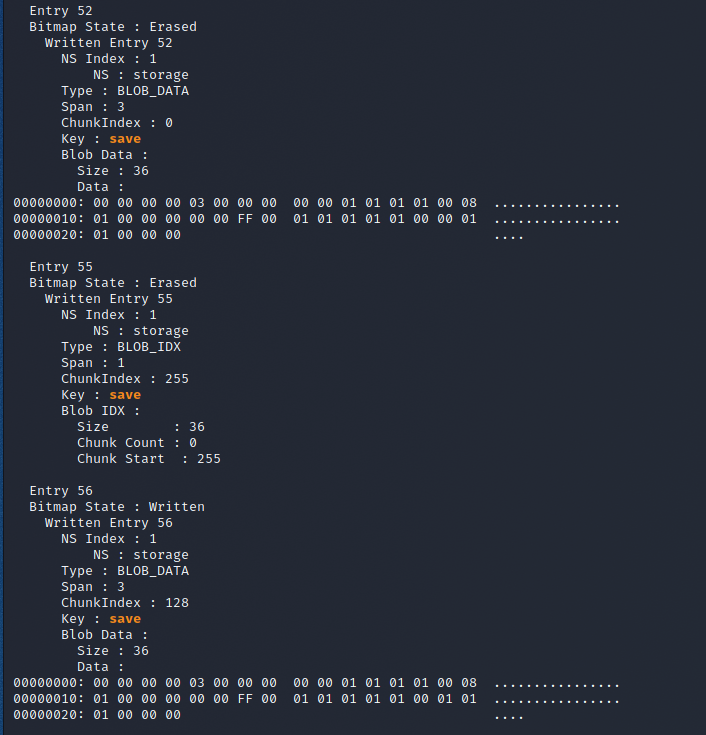 Entry 52
Bitmap State : Erased
Written Entry 52
NS Index : 1
NS : storage
Type : BLOB_DATA
Span : 3
ChunkIndex : 0
Key : save
Blob Data :
Size : 36
Data :
00000000: 00 00 00 00 03 00 00 00  00 00 01 01 01 01 00 08  ................
00000010: 01 00 00 00 00 00 FF 00  01 01 01 01 01 00 00 01  ................
00000020: 01 00 00 00  ....
Entry 55
Bitmap State : Erased
Written Entry 55
NS Index : 1
NS : storage
Type : BLOB_IDX
Span : 1
ChunkIndex : 255
Key : save
Blob IDX :
Size : 36
Chunk Count : 0
Chunk Start : 255
Entry 56
Bitmap State : Written
Written Entry 56
NS Index : 1
NS : storage
Type : BLOB_DATA
Span : 3
ChunkIndex : 128
Key : save
Blob Data :
Size : 36
Data :
00000000: 00 00 00 00 03 00 00 00  00 00 01 01 01 01 00 08  ................
00000010: 01 00 00 00 00 00 FF 00  01 01 01 01 01 00 01 01  ................
00000020: 01 00 00 00  ....